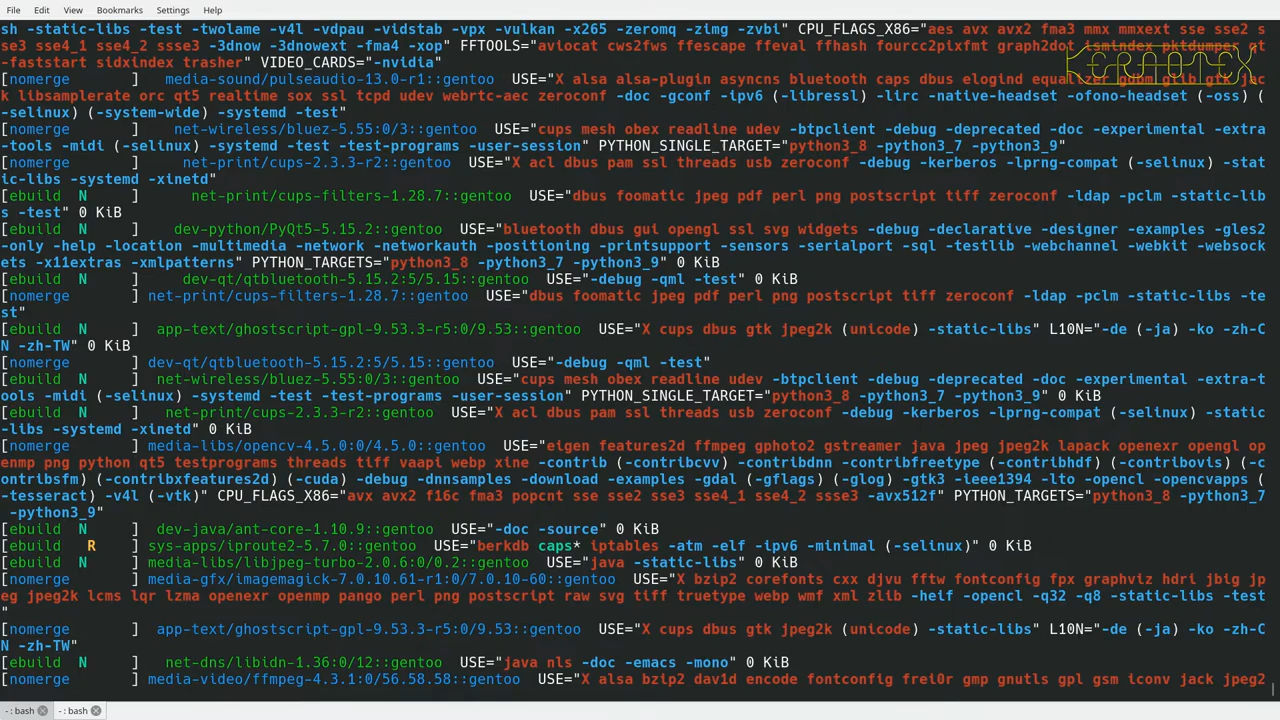 File Edit View Bookmarks Settings Help
sh -static-libs -test -twolame -v4l -vdpau -vidstab -vpx -vulkan -x265 -zeromq -zimg -zvbi" CPU_FLAGS_X86="aes avx avx2 fma3 mmx mmxext sse sse2 s
se3 sse4_1 sse4_2 ssse3 -3dnow -3dnowext -fma4 -xop" FFTOOLS="aviocat cws2fws ffescape ffeval ffhash fourcc2pixfmt graph2dot ismindex pktdumper qt
-faststart sidxindex trasher" VIDEO_CARDS="-nvidia"
KERNOTEX
[nomerge       ]   media-sound/pulseaudio-13.0-r1::gentoo  USE="X alsa alsa-plugin asyncns bluetooth caps dbus elogind equalizer gdbm glib gtk jac
k libsamplerate orc qt5 realtime sox ssl tcpd udev webrtc-aec zeroconf -doc -gconf -ipv6 (-libressl) -lirc -native-headset -ofono-headset (-oss) (
-selinux) (-system-wide) -systemd -test"
[nomerge       ]    net-wireless/bluez-5.55:0/3::gentoo  USE="cups mesh obex readline udev -btpclient -debug -deprecated -doc -experimental -extra
-tools -midi (-selinux) -systemd -test -test-programs -user-session" PYTHON_SINGLE_TARGET="python3_8 -python3_7 -python3_9"
[nomerge       ]     net-print/cups-2.3.3-r2::gentoo  USE="X acl dbus pam ssl threads usb zeroconf -debug -kerberos -lprng-compat (-selinux) -stat
ic-libs -systemd -xinetd"
[ebuild  N     ]      net-print/cups-filters-1.28.7::gentoo  USE="dbus foomatic jpeg pdf perl png postscript tiff zeroconf -ldap -pclm -static-lib
s -test" 0 KiB
[ebuild  N     ]    dev-python/PyQt5-5.15.2::gentoo  USE="bluetooth dbus gui opengl ssl svg widgets -debug -declarative -designer -examples -gles2
-only -help -location -multimedia -network -networkauth -positioning -printsupport -sensors -serialport -sql -testlib -webchannel -webkit -websock
ets -x11extras -xmlpatterns" PYTHON_TARGETS="python3_8 -python3_7 -python3_9" 0 KiB
[ebuild  N     ]     dev-qt/qtbluetooth-5.15.2:5/5.15::gentoo  USE="-debug -qml -test" 0 KiB
[nomerge       ] net-print/cups-filters-1.28.7::gentoo  USE="dbus foomatic jpeg pdf perl png postscript tiff zeroconf -ldap -pclm -static-libs -te
st"
[ebuild  N     ]  app-text/ghostscript-gpl-9.53.3-r5:0/9.53::gentoo  USE="X cups dbus gtk jpeg2k (unicode) -static-libs" L10N="-de (-ja) -ko -zh-C
N -zh-TW" 0 KiB
[nomerge       ] dev-qt/qtbluetooth-5.15.2:5/5.15::gentoo  USE="-debug -qml -test"
[ebuild  N     ]  net-wireless/bluez-5.55:0/3::gentoo  USE="cups mesh obex readline udev -btpclient -debug -deprecated -doc -experimental -extra-t
ools -midi (-selinux) -systemd -test -test-programs -user-session" PYTHON_SINGLE_TARGET="python3_8 -python3_7 -python3_9" 0 KiB
[ebuild  N     ]   net-print/cups-2.3.3-r2::gentoo  USE="X acl dbus pam ssl threads usb zeroconf -debug -kerberos -lprng-compat (-selinux) -static
-libs -systemd -xinetd" 0 KiB
[nomerge       ] media-libs/opencv-4.5.0:0/4.5.0::gentoo  USE="eigen features2d ffmpeg gphoto2 gstreamer java jpeg jpeg2k lapack openexr opengl op
enmp png python qt5 testprograms threads tiff vaapi webp xine -contrib (-contribcvv) -contribdnn -contribfreetype (-contribhdf) (-contribovis) (-c
ontribsfm) (-contribxfeatures2d) (-cuda) -debug -dnnsamples -download -examples -gdal (-gflags) (-glog) -gtk3 -ieee1394 -lto -opencl -opencvapps (
-tesseract) -v4l (-vtk)" CPU_FLAGS_X86="avx avx2 f16c fma3 popcnt sse sse2 sse3 sse4_1 sse4_2 ssse3 -avx512f" PYTHON_TARGETS="python3_8 -python3_7
 -python3_9"
[ebuild  N     ]  dev-java/ant-core-1.10.9::gentoo  USE="-doc -source" 0 KiB
[ebuild   R    ] sys-apps/iproute2-5.7.0::gentoo  USE="berkdb caps* iptables -atm -elf -ipv6 -minimal (-selinux)" 0 KiB
[ebuild  N     ] media-libs/libjpeg-turbo-2.0.6:0/0.2::gentoo  USE="java -static-libs" 0 KiB
[nomerge       ] media-gfx/imagemagick-7.0.10.61-r1:0/7.0.10-60::gentoo  USE="X bzip2 corefonts cxx djvu fftw fontconfig fpx graphviz hdri jbig jp
eg jpeg2k lcms lqr lzma openexr openmp pango perl png postscript raw svg tiff truetype webp wmf xml zlib -heif -opencl -q32 -q8 -static-libs -test
"
[nomerge       ]  app-text/ghostscript-gpl-9.53.3-r5:0/9.53::gentoo  USE="X cups dbus gtk jpeg2k (unicode) -static-libs" L10N="-de (-ja) -ko -zh-C
N -zh-TW"
[ebuild  N     ]   net-dns/libidn-1.36:0/12::gentoo  USE="java nls -doc -emacs -mono" 0 KiB
[nomerge       ] media-video/ffmpeg-4.3.1:0/56.58.58::gentoo  USE="X alsa bzip2 dav1d encode fontconfig frei0r gmp gnutls gpl gsm iconv jack jpeg2
- : bash - : bash